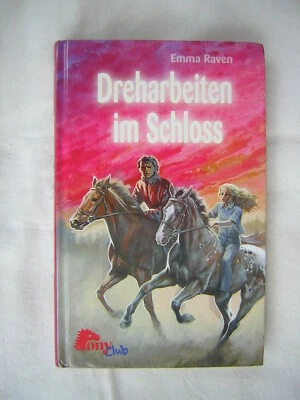 Emma Raven
Dreharbeiten
im Schloss
Pony
Club